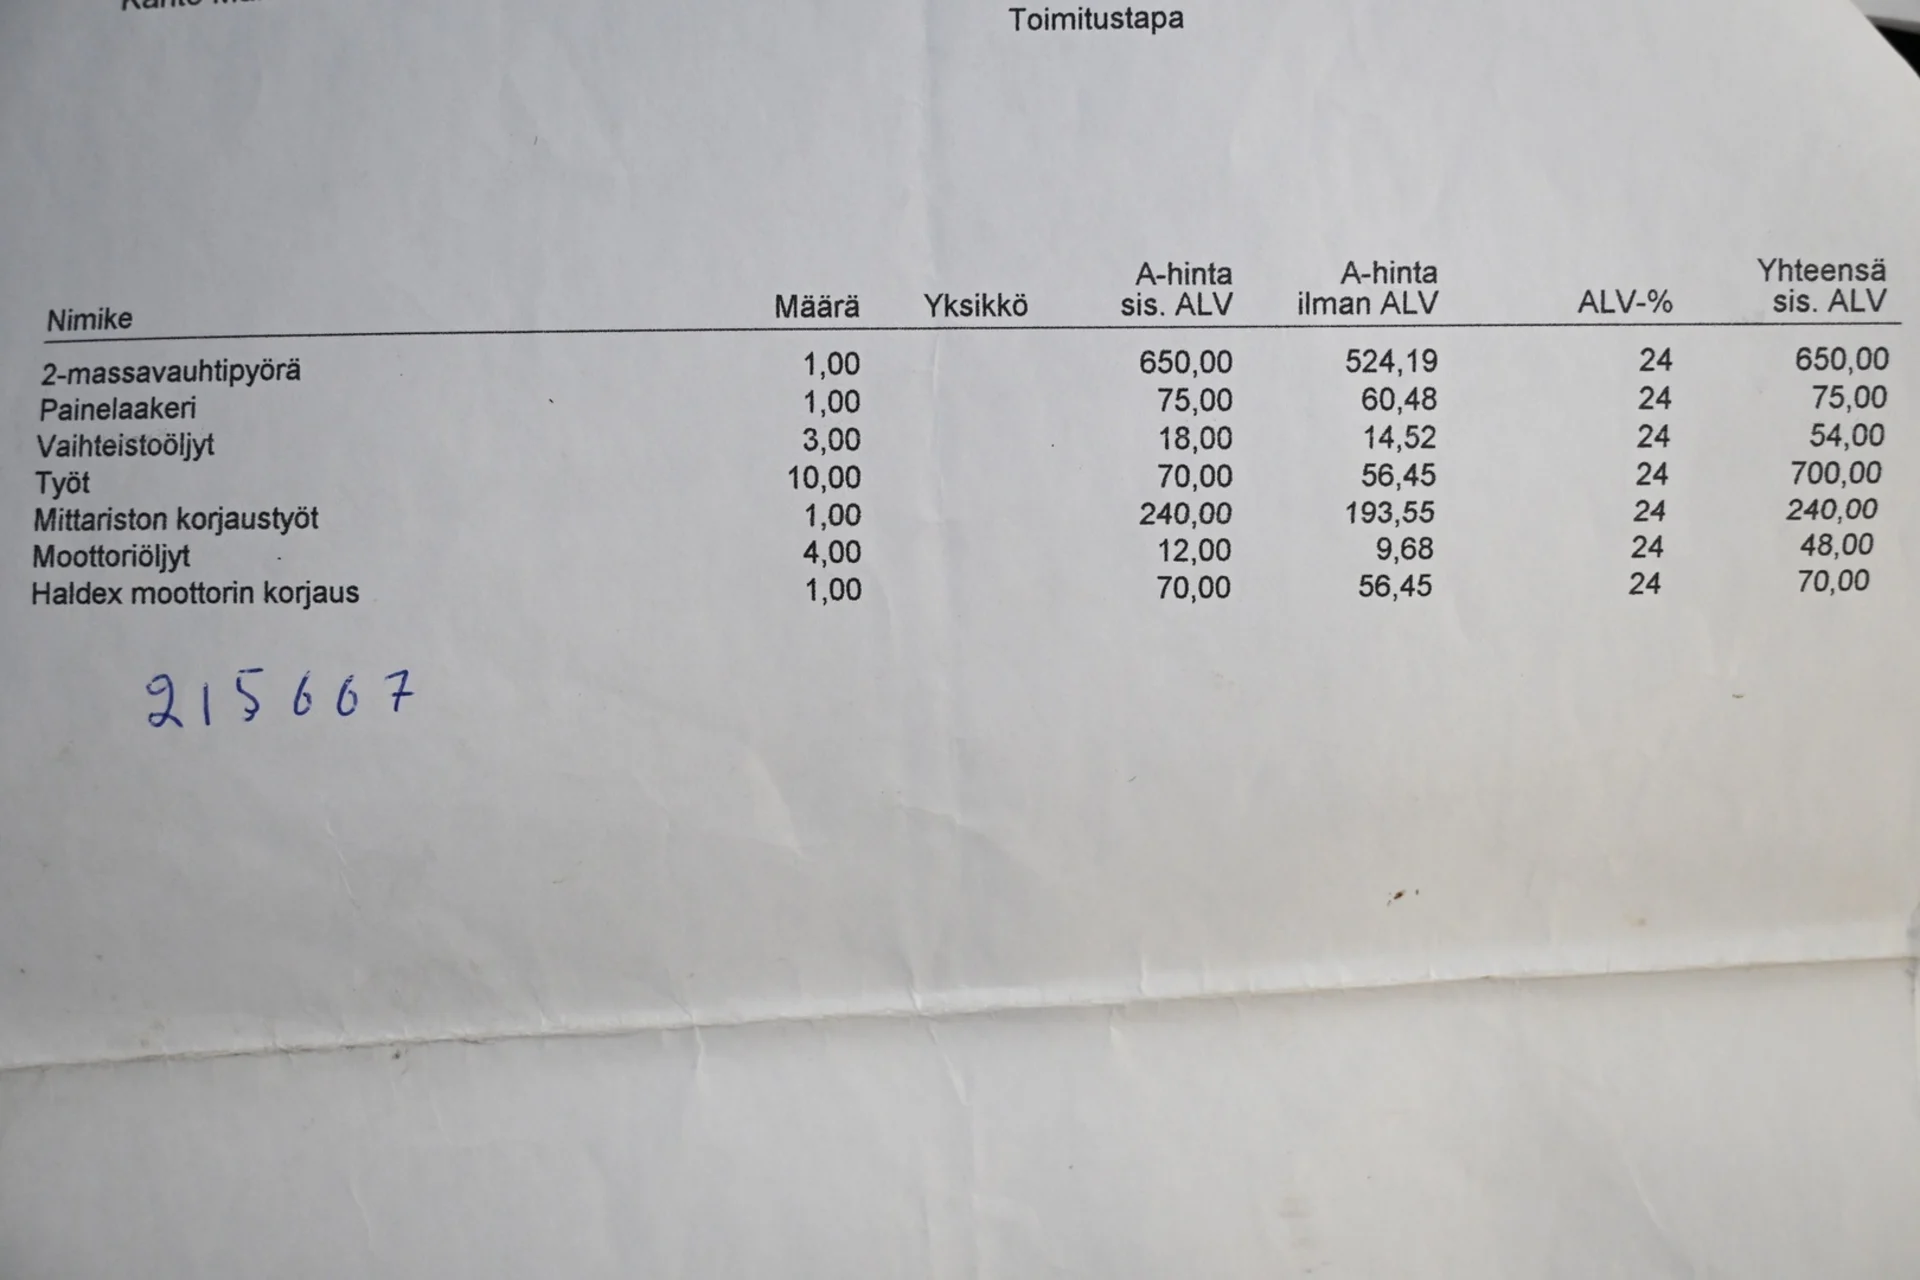 Toimitustapa
Nimike Määrä Yksikkö A-hinta sis. ALV A-hinta ilman ALV ALV-% Yhteensä sis. ALV
2-massavauhtipyörä 1,00 650,00 524,19 24 650,00
Painelaakeri 1,00 75,00 60,48 24 75,00
Vaihteistoöljyt 3,00 18,00 14,52 24 54,00
Työt 10,00 70,00 56,45 24 700,00
Mittariston korjaustyöt 1,00 240,00 193,55 24 240,00
Moottoriöljyt 4,00 12,00 9,68 24 48,00
Haldex moottorin korjaus 1,00 70,00 56,45 24 70,00
215667